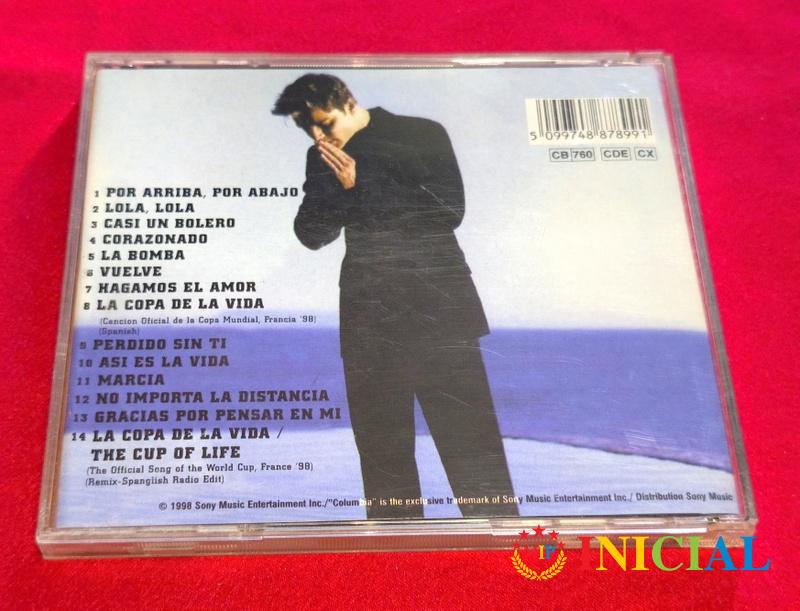 5 099748 878991
CB 760 CDE CX
1 POR ARRIBA, POR ABAJO
2 LOLA, LOLA
3 CASI UN BOLERO
4 CORAZONADO
5 LA BOMBA
6 VUELVE
7 HAGAMOS EL AMOR
8 LA COPA DE LA VIDA
(Cancion Oficial de la Copa Mundial, Francia '98)
(Spanish)
9 PERDIDO SIN TI
10 ASI ES LA VIDA
11 MARCIA
12 NO IMPORTA LA DISTANCIA
13 GRACIAS POR PENSAR EN MI
14 LA COPA DE LA VIDA /
THE CUP OF LIFE
(The Official Song of the World Cup, France '98)
(Remix-Spanglish Radio Edit)
© 1998 Sony Music Entertainment Inc./"Columbia" is the exclusive trademark of Sony Music Entertainment Inc./ Distribution Sony Music
VIP INICIAL